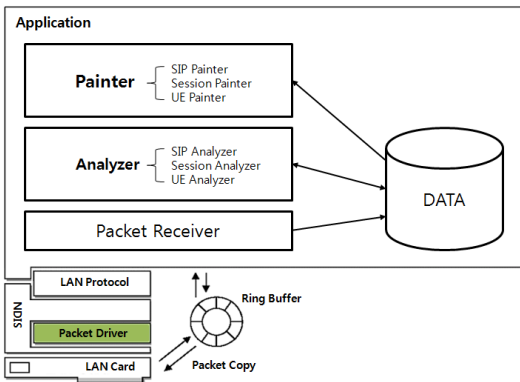 Application
Painter
SIP Painter
Session Painter
UE Painter
Analyzer
SIP Analyzer
Session Analyzer
UE Analyzer
Packet Receiver
DATA
LAN Protocol
NDIS
Packet Driver
LAN Card
Ring Buffer
Packet Copy